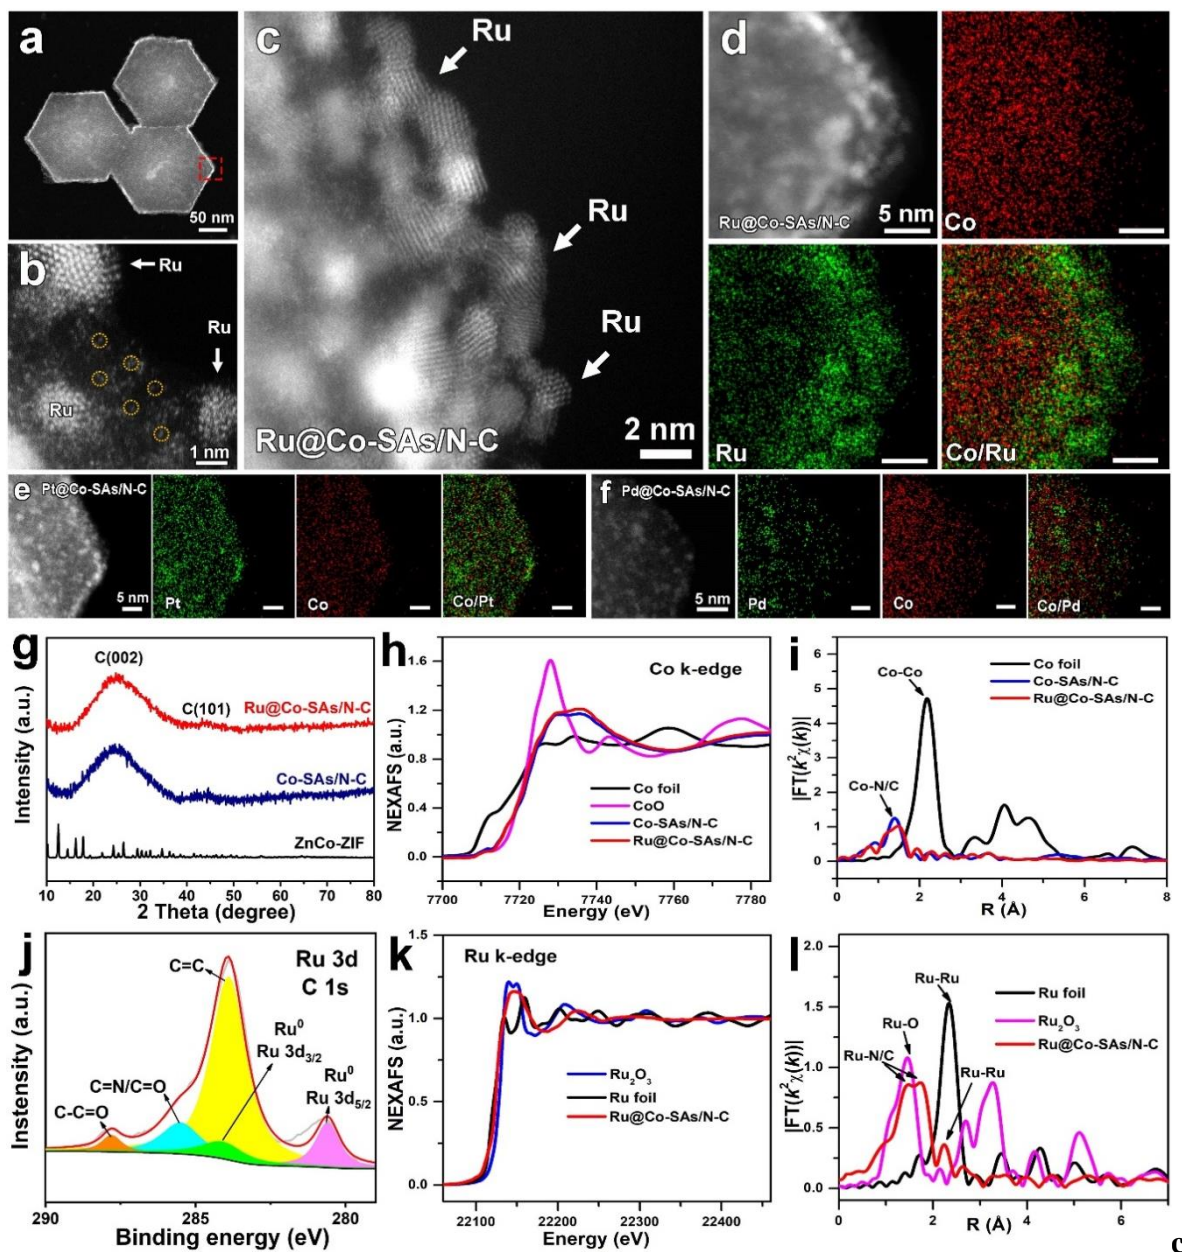 a
50 nm
b
Ru
Ru
Ru
1 nm
c
Ru
Ru
Ru
Ru@Co-SAs/N-C
2 nm
d
Ru@Co-SAs/N-C
5 nm
Co
Ru
Co/Ru
e
Pt@Co-SAs/N-C
5 nm
Pt
Co
Co/Pt
f
Pd@Co-SAs/N-C
5 nm
Pd
Co
Co/Pd
g
Intensity (a.u.)
C(002)
C(101)
Ru@Co-SAs/N-C
Co-SAs/N-C
ZnCo-ZIF
10 20 30 40 50 60 70 80
2 Theta (degree)
h
Co k-edge
NEXAFS (a.u.)
1.6
1.2
0.8
0.4
0.0
Co foil
CoO
Co-SAs/N-C
Ru@Co-SAs/N-C
7700 7720 7740 7760 7780
Energy (eV)
i
|FT(k²χ(k))|
6
5
4
3
2
1
0
Co-Co
Co-N/C
Co foil
Co-SAs/N-C
Ru@Co-SAs/N-C
0 2 4 6 8
R (Å)
j
Instensity (a.u.)
Ru 3d
C 1s
C=C
Ru⁰
Ru 3d₃/₂
Ru⁰
Ru 3d₅/₂
C=N/C=O
C-C=O
290 285 280
Binding energy (eV)
k
Ru k-edge
NEXAFS (a.u.)
1.5
1.0
0.5
0.0
Ru₂O₃
Ru foil
Ru@Co-SAs/N-C
22100 22200 22300 22400
Energy (eV)
l
|FT(k²χ(k))|
2.0
1.5
1.0
0.5
0.0
Ru-Ru
Ru-O
Ru-N/C
Ru-Ru
Ru foil
Ru₂O₃
Ru@Co-SAs/N-C
0 2 4 6
R (Å)
c